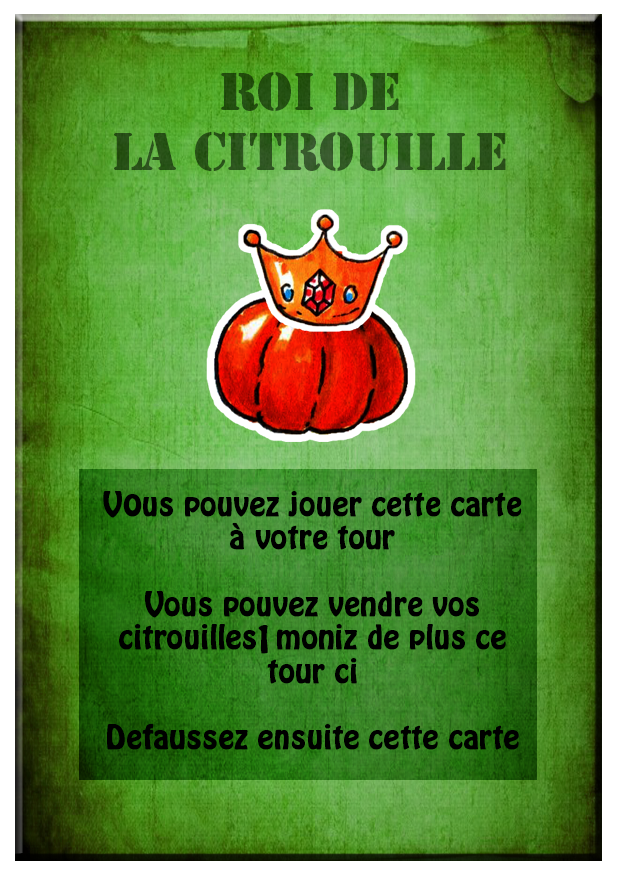 ROI DE
LA CITROUILLE
Vous pouvez jouer cette carte
à votre tour
Vous pouvez vendre vos
citrouilles1 moniz de plus ce
tour ci
Defaussez ensuite cette carte